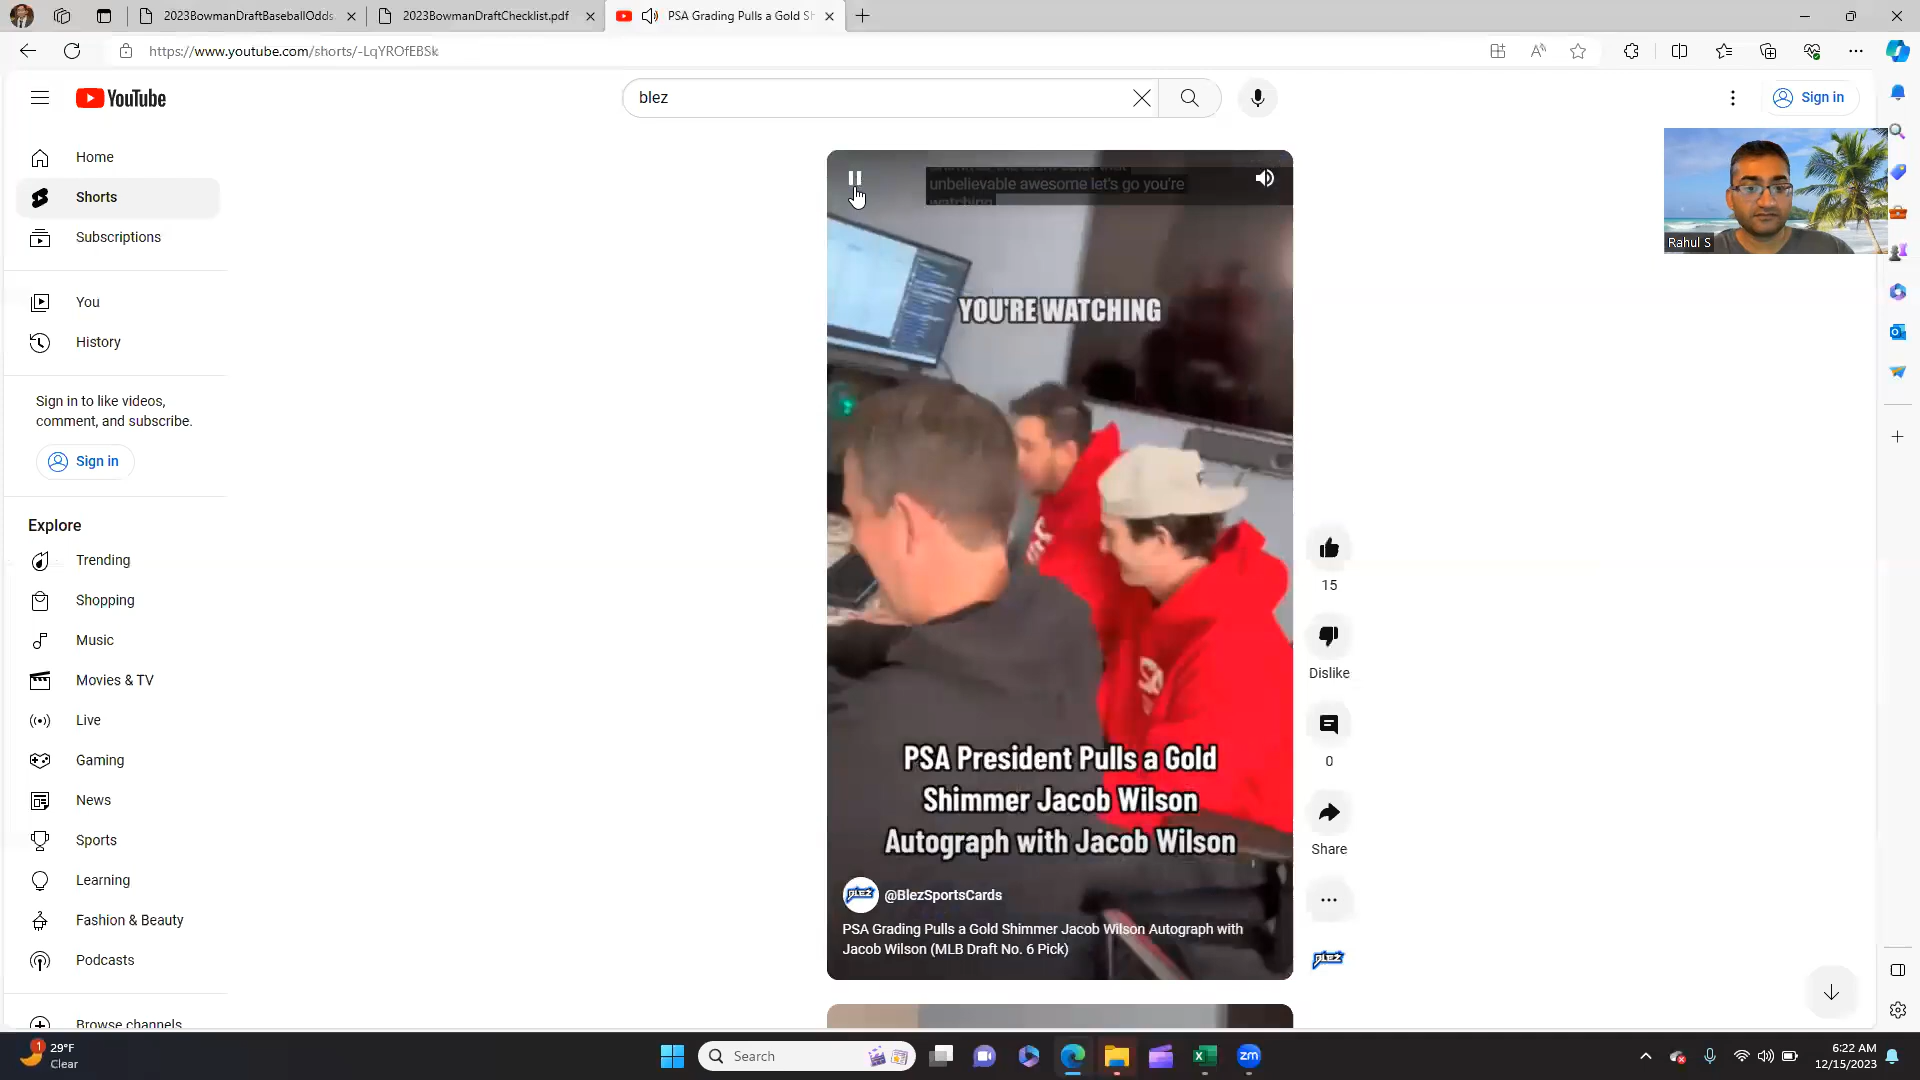 2023BowmanDraftBaseballOdds
2023BowmanDraftChecklist.pdf
PSA Grading Pulls a Gold Sh
https://www.youtube.com/shorts/-LqYROfEBSk
YouTube
blez
Sign in
Home
Shorts
Subscriptions
You
History
Sign in to like videos,
comment, and subscribe.
Sign in
Explore
Trending
Shopping
Music
Movies & TV
Live
Gaming
News
Sports
Learning
Fashion & Beauty
Podcasts
Browse channels
unbelievable awesome let's go you're
watching
YOU'RE WATCHING
PSA President Pulls a Gold
Shimmer Jacob Wilson
Autograph with Jacob Wilson
BLEZ
@BlezSportsCards
PSA Grading Pulls a Gold Shimmer Jacob Wilson Autograph with
Jacob Wilson (MLB Draft No. 6 Pick)
15
Dislike
0
Share
BLEZ
Rahul S
1
29°F
Clear
Search
zm
6:22 AM
12/15/2023